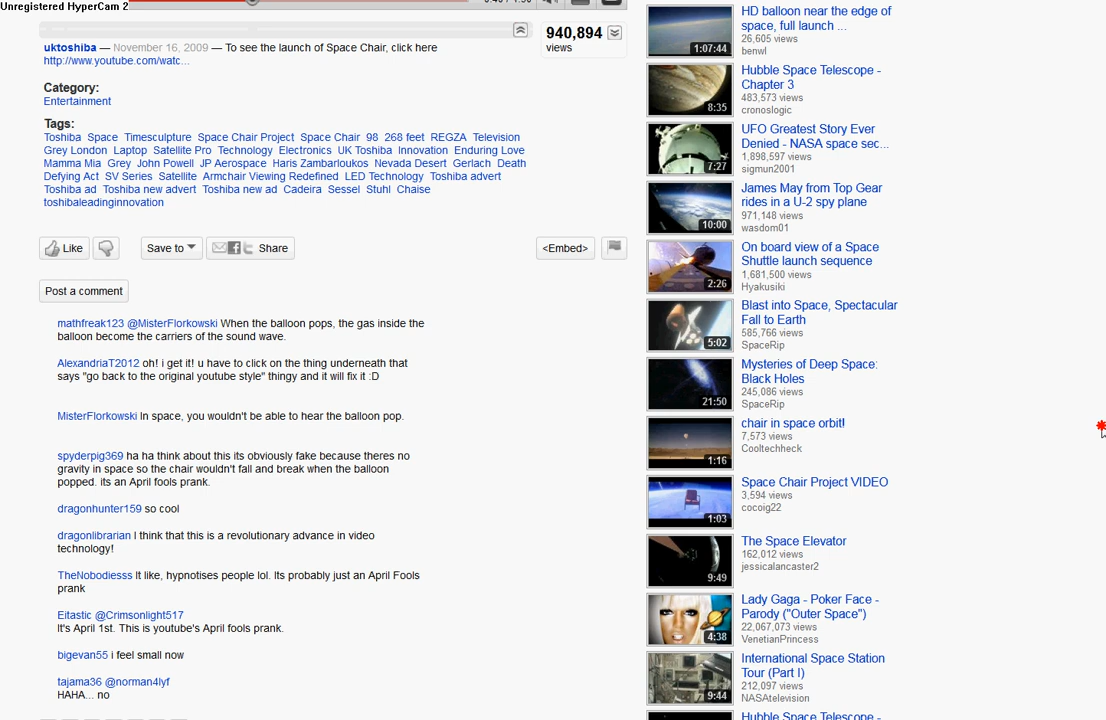 Unregistered HyperCam 2
940,894
views
uktoshiba — November 16, 2009 — To see the launch of Space Chair, click here
http://www.youtube.com/watc...
Category:
Entertainment
Tags:
Toshiba Space Timesculpture Space Chair Project Space Chair 98 268 feet REGZA Television
Grey London Laptop Satellite Pro Technology Electronics UK Toshiba Innovation Enduring Love
Mamma Mia Grey John Powell JP Aerospace Haris Zambarloukos Nevada Desert Gerlach Death
Defying Act SV Series Satellite Armchair Viewing Redefined LED Technology Toshiba advert
Toshiba ad Toshiba new advert Toshiba new ad Cadeira Sessel Stuhl Chaise
toshibaleadinginnovation
Like
Save to
Share
<Embed>
Post a comment
mathfreak123 @MisterFlorkowski When the balloon pops, the gas inside the
balloon become the carriers of the sound wave.
AlexandriaT2012 oh! i get it! u have to click on the thing underneath that
says "go back to the original youtube style" thingy and it will fix it :D
MisterFlorkowski In space, you wouldn't be able to hear the balloon pop.
spyderpig369 ha ha think about this its obviously fake because theres no
gravity in space so the chair wouldn't fall and break when the balloon
popped. its an April fools prank.
dragonhunter159 so cool
dragonlibrarian I think that this is a revolutionary advance in video
technology!
TheNobodiesss It like, hypnotises people lol. Its probably just an April Fools
prank
Eitastic @Crimsonlight517
It's April 1st. This is youtube's April fools prank.
bigevan55 i feel small now
tajama36 @norman4lyf
HAHA... no
HD balloon near the edge of
space, full launch ...
26,605 views
benwl
1:07:44
Hubble Space Telescope -
Chapter 3
483,573 views
cronoslogic
8:35
UFO Greatest Story Ever
Denied - NASA space sec...
1,898,597 views
sigmun2001
7:27
James May from Top Gear
rides in a U-2 spy plane
971,148 views
wasdom01
10:00
On board view of a Space
Shuttle launch sequence
1,681,500 views
Hyakusiki
2:26
Blast into Space, Spectacular
Fall to Earth
585,766 views
SpaceRip
5:02
Mysteries of Deep Space:
Black Holes
245,086 views
SpaceRip
21:50
chair in space orbit!
7,573 views
Cooltechheck
1:16
Space Chair Project VIDEO
3,594 views
cocoig22
1:03
The Space Elevator
162,012 views
jessicalancaster2
9:49
Lady Gaga - Poker Face -
Parody ("Outer Space")
22,067,073 views
VenetianPrincess
4:38
International Space Station
Tour (Part I)
212,097 views
NASAtelevision
9:44
Hubble Space Telescope -